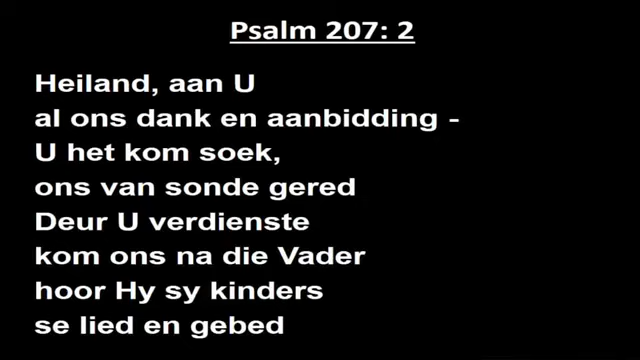 Psalm 207: 2
Heiland, aan U
al ons dank en aanbidding -
U het kom soek,
ons van sonde gered
Deur U verdienste
kom ons na die Vader
hoor Hy sy kinders
se lied en gebed